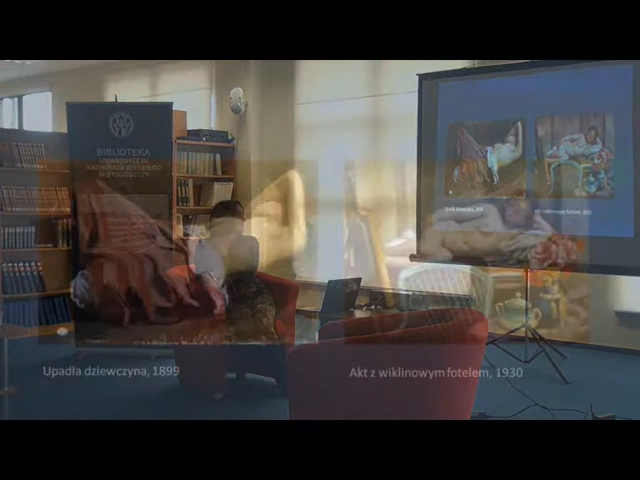 BIBLIOTEKA
UNIWERSYTETU
KAZIMIERZA WIELKIEGO
W BYDGOSZCZY
Upadła dziewczyna, 1899
Akt z wiklinowym fotelem, 1930